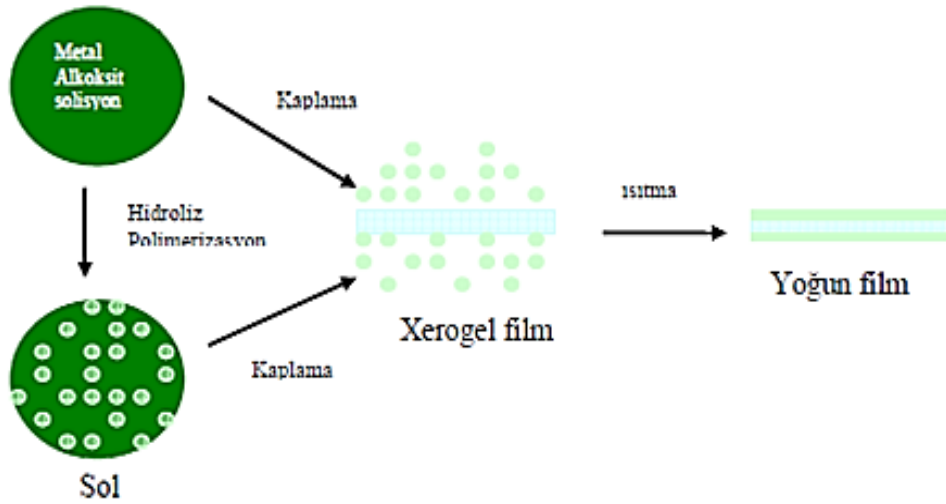 Metal
Alkoksit
solisyon
Kaplama
Hidroliz
Polimerizasyon
ısıtma
Xerogel film
Yoğun film
Kaplama
Sol